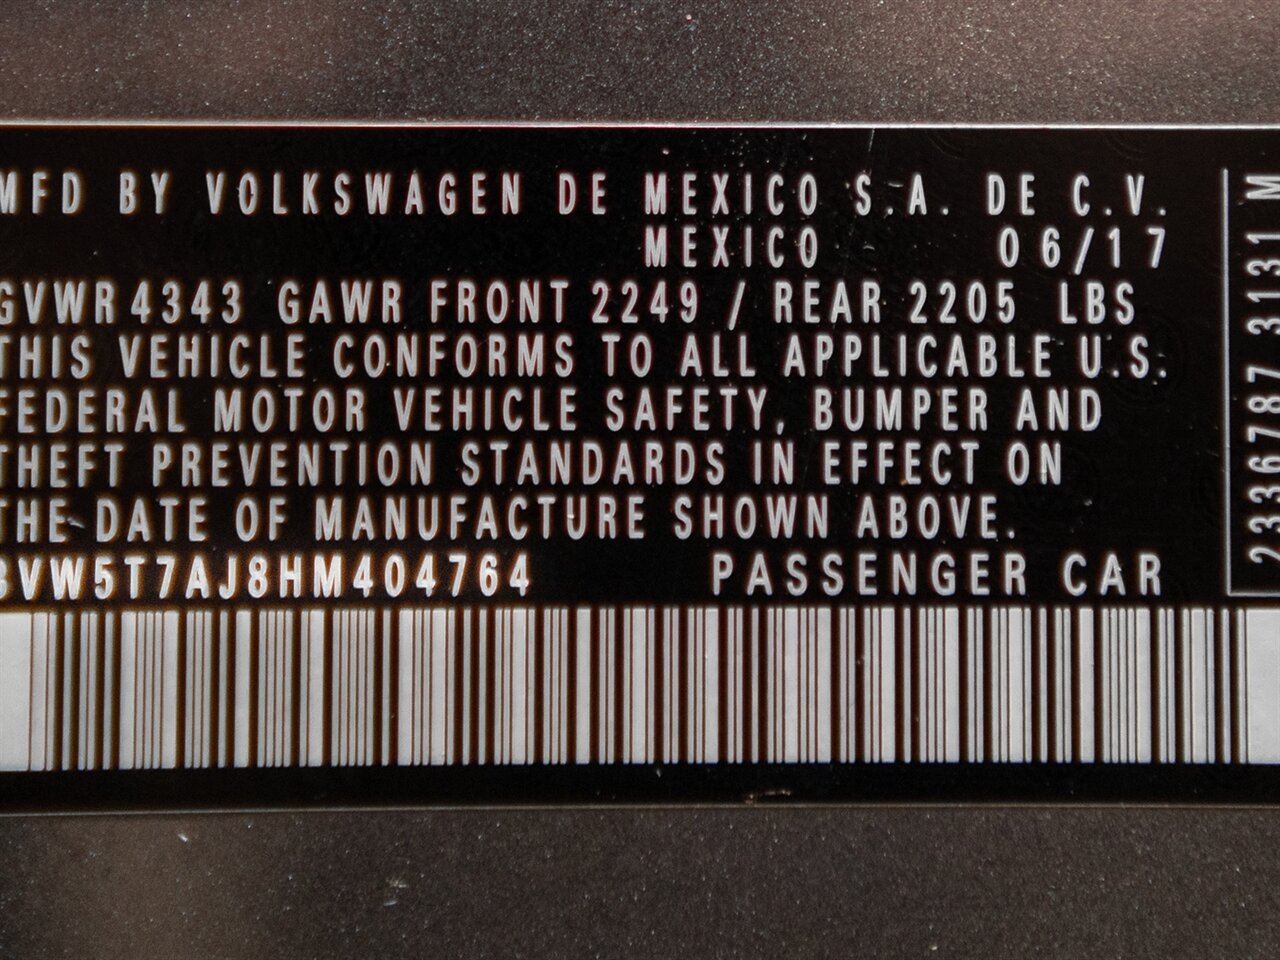 MFD BY VOLKSWAGEN DE MEXICO S.A. DE C.V.
MEXICO 06/17
GVWR 4343 GAWR FRONT 2249 / REAR 2205 LBS
THIS VEHICLE CONFORMS TO ALL APPLICABLE U.S.
FEDERAL MOTOR VEHICLE SAFETY, BUMPER AND
THEFT PREVENTION STANDARDS IN EFFECT ON
THE DATE OF MANUFACTURE SHOWN ABOVE.
3VW5T7AJ8HM404764 PASSENGER CAR
2336787 3131 M